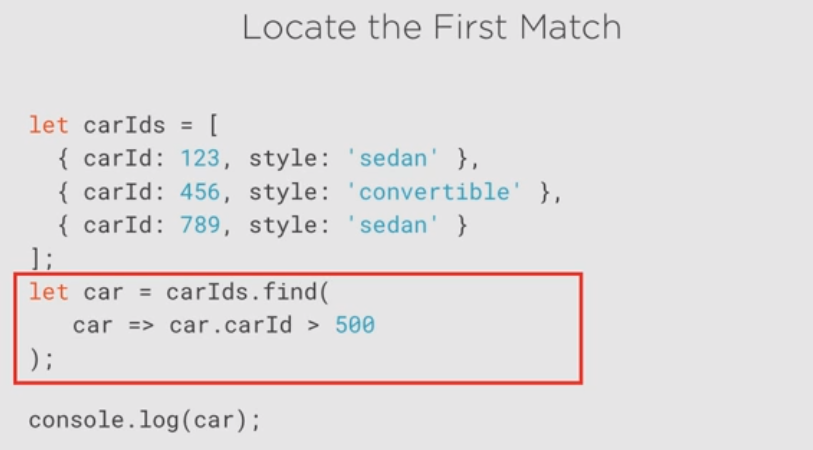 Locate the First Match
let carIds = [
  { carId: 123, style: 'sedan' },
  { carId: 456, style: 'convertible' },
  { carId: 789, style: 'sedan' }
];
let car = carIds.find(
   car => car.carId > 500
);
console.log(car);